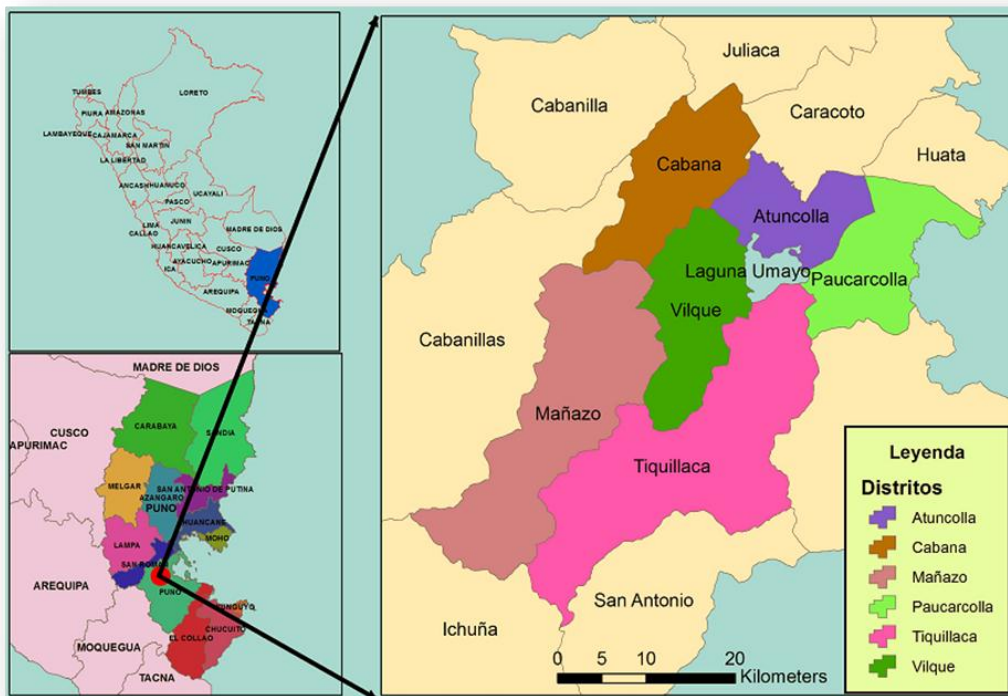 LORETO
TUMBES
PIURA
AMAZONAS
LAMBAYEQUE
CAJAMARCA
SAN MARTIN
LA LIBERTAD
ANCASH
HUANUCO
UCAYALI
PASCO
LIMA
JUNIN
CALLAO
MADRE DE DIOS
HUANCAVELICA
CUSCO
AYACUCHO
APURIMAC
ICA
PUNO
AREQUIPA
MOQUEGUA
TACNA
MADRE DE DIOS
CUSCO
APURIMAC
CARABAYA
SANDIA
MELGAR
SAN ANTONIO DE PUTINA
AZANGARO
PUNO
HUANCANE
MOHO
LAMPA
SAN ROMAN
AREQUIPA
PUNO
CHUCUITO
EL COLLAO
MOQUEGUA
TACNA
Juliaca
Cabanilla
Caracoto
Huata
Cabana
Atuncolla
Laguna Umayo
Paucarcolla
Vilque
Cabanillas
Mañazo
Tiquillaca
San Antonio
Ichuña
0 5 10 20
Kilometers
Leyenda
Distritos
Atuncolla
Cabana
Mañazo
Paucarcolla
Tiquillaca
Vilque